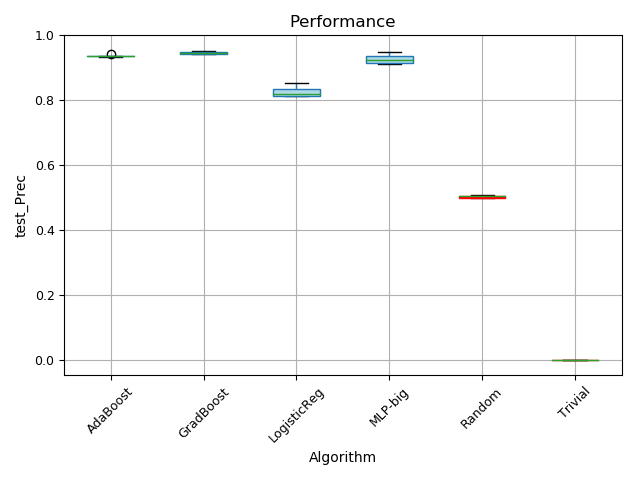 Performance
1.0
0.8
0.6
0.4
0.2
0.0
test_Prec
AdaBoost
GradBoost
LogisticReg
MLP-big
Random
Trivial
Algorithm